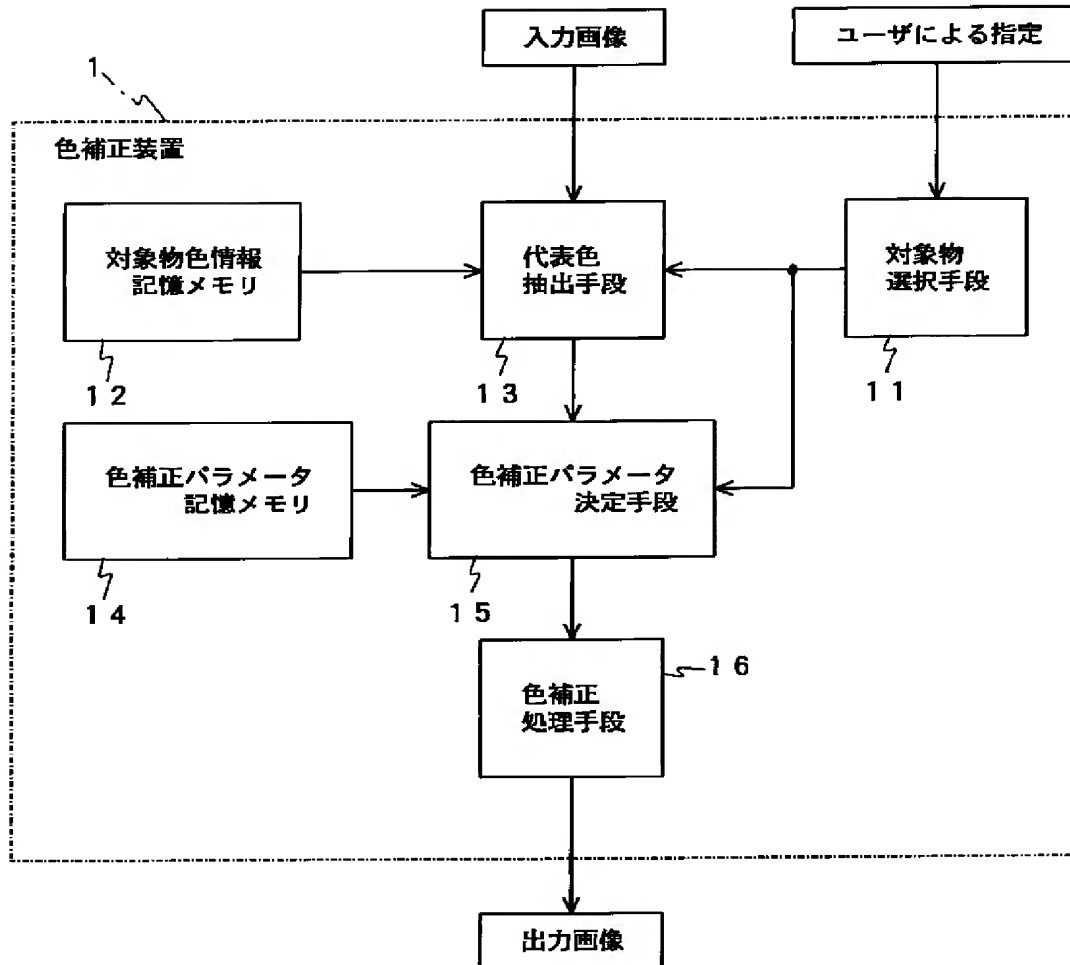 入力画像
ユーザによる指定
1
色補正装置
対象物色情報
記憶メモリ
代表色
抽出手段
対象物
選択手段
12
13
11
色補正パラメータ
記憶メモリ
色補正パラメータ
決定手段
14
15
色補正
処理手段
16
出力画像